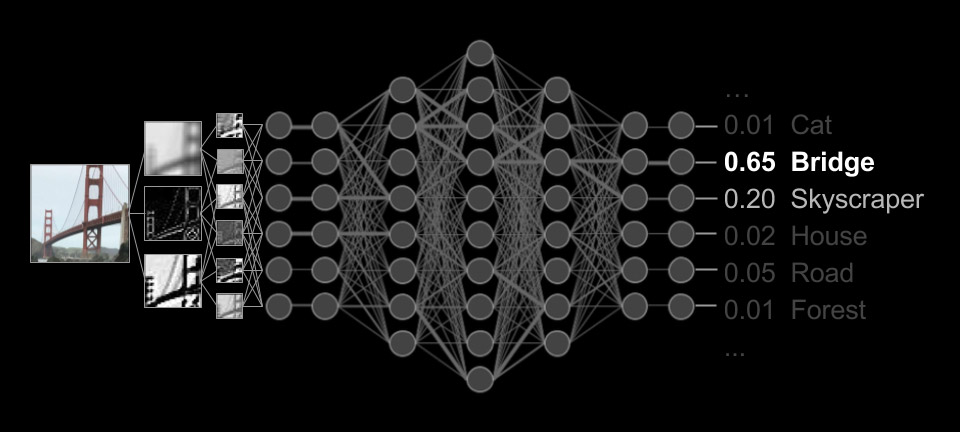 ...
0.01 Cat
0.65 Bridge
0.20 Skyscraper
0.02 House
0.05 Road
0.01 Forest
...